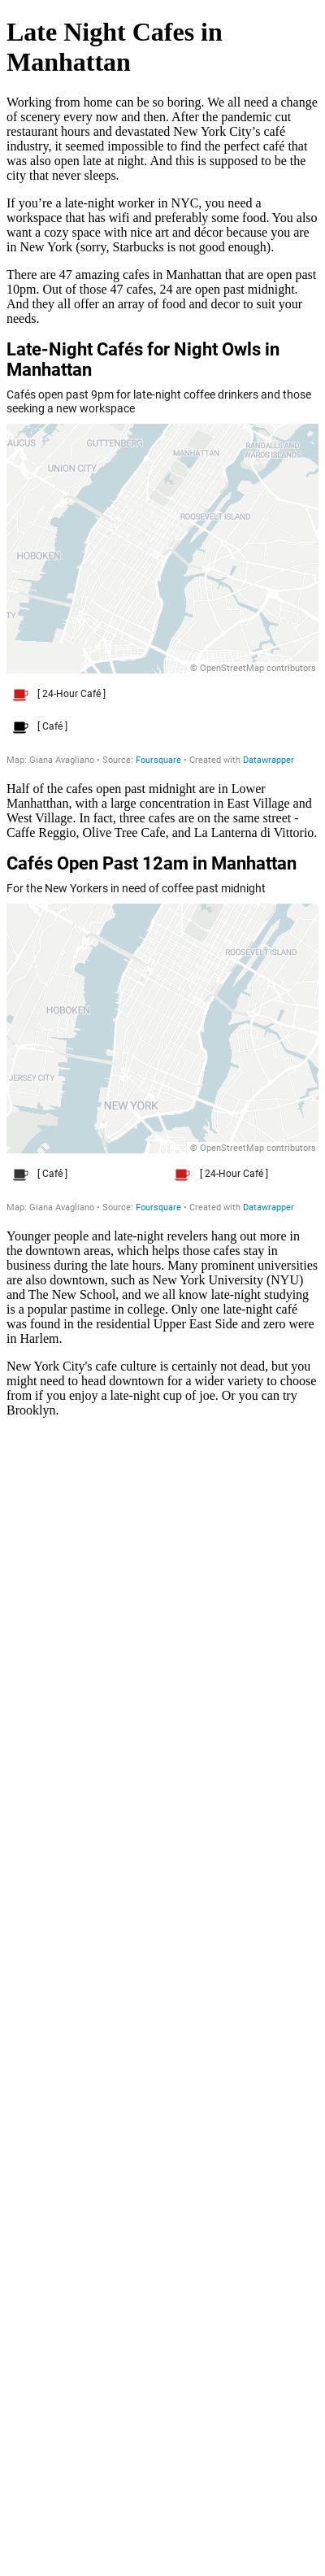 Late Night Cafes in
Manhattan
Working from home can be so boring. We all need a change
of scenery every now and then. After the pandemic cut
restaurant hours and devastated New York City’s café
industry, it seemed impossible to find the perfect café that
was also open late at night. And this is supposed to be the
city that never sleeps.
If you’re a late-night worker in NYC, you need a
workspace that has wifi and preferably some food. You also
want a cozy space with nice art and décor because you are
in New York (sorry, Starbucks is not good enough).
There are 47 amazing cafes in Manhattan that are open past
10pm. Out of those 47 cafes, 24 are open past midnight.
And they all offer an array of food and decor to suit your
needs.
Late-Night Cafés for Night Owls in
Manhattan
Cafés open past 9pm for late-night coffee drinkers and those
seeking a new workspace
AUCUS
GUTTENBERG
MANHATTAN
RANDALLS AND
WARDS ISLANDS
UNION CITY
ROOSEVELT ISLAND
HOBOKEN
TY
© OpenStreetMap contributors
[ 24-Hour Café ]
[ Café ]
Map: Giana Avagliano • Source: Foursquare • Created with Datawrapper
Half of the cafes open past midnight are in Lower
Manhatthan, with a large concentration in East Village and
West Village. In fact, three cafes are on the same street -
Caffe Reggio, Olive Tree Cafe, and La Lanterna di Vittorio.
Cafés Open Past 12am in Manhattan
For the New Yorkers in need of coffee past midnight
ROOSEVELT ISLAND
HOBOKEN
JERSEY CITY
NEW YORK
© OpenStreetMap contributors
[ Café ]
[ 24-Hour Café ]
Map: Giana Avagliano • Source: Foursquare • Created with Datawrapper
Younger people and late-night revelers hang out more in
the downtown areas, which helps those cafes stay in
business during the late hours. Many prominent universities
are also downtown, such as New York University (NYU)
and The New School, and we all know late-night studying
is a popular pastime in college. Only one late-night café
was found in the residential Upper East Side and zero were
in Harlem.
New York City's cafe culture is certainly not dead, but you
might need to head downtown for a wider variety to choose
from if you enjoy a late-night cup of joe. Or you can try
Brooklyn.